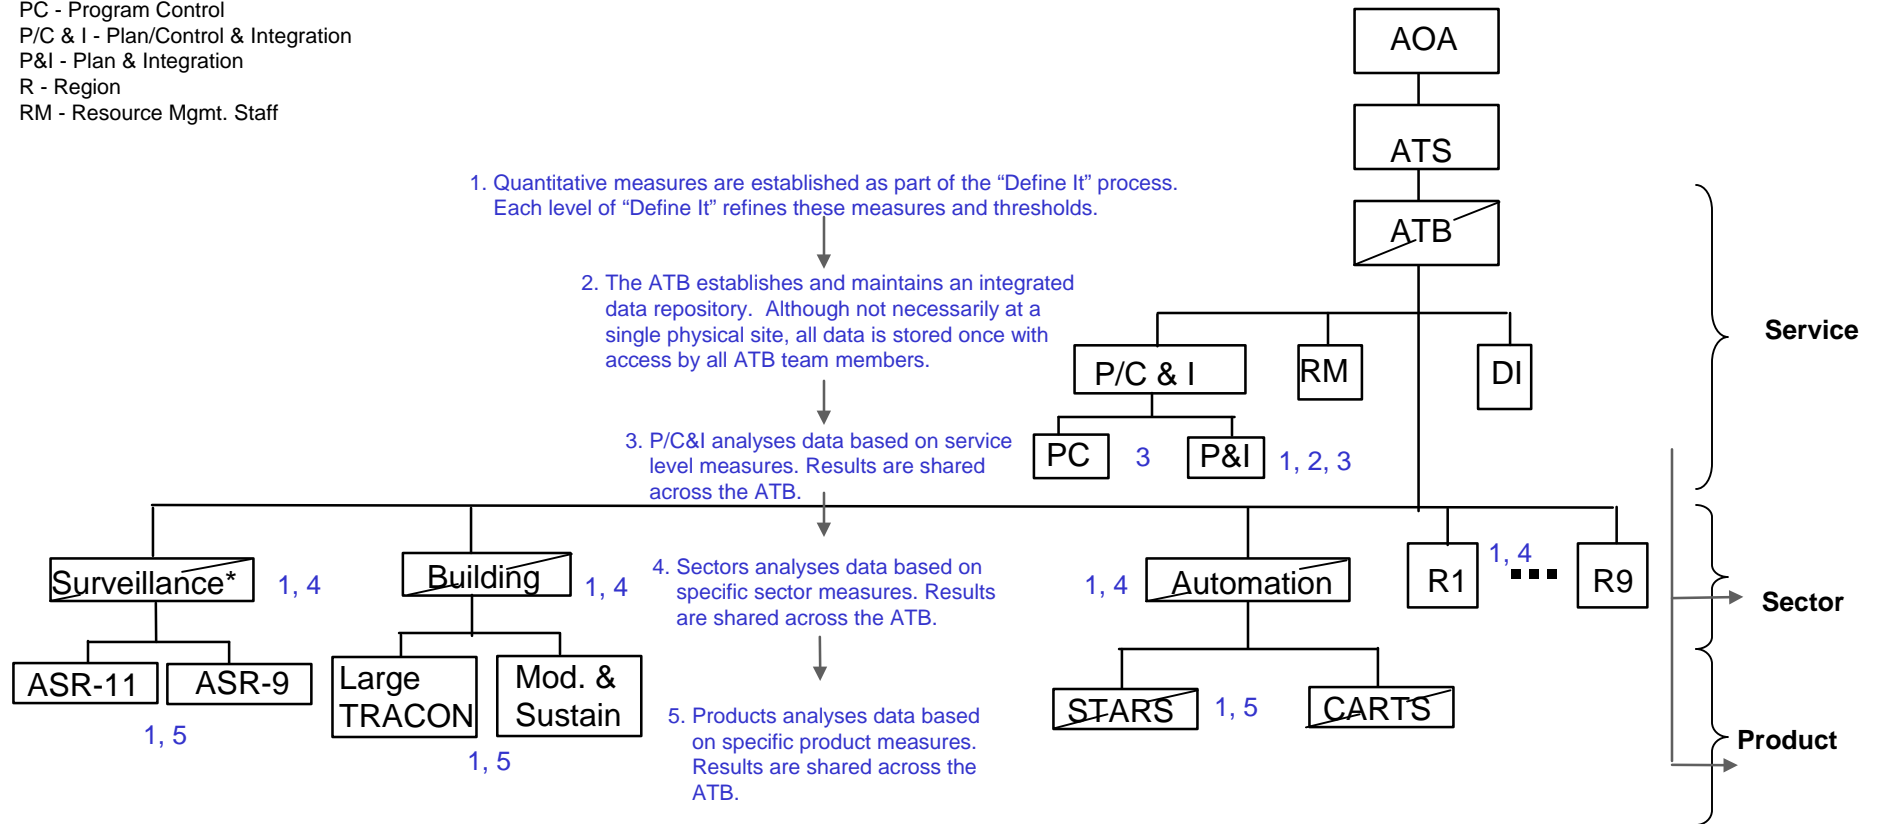 PC - Program Control
P/C & I - Plan/Control & Integration
P&I - Plan & Integration
R - Region
RM - Resource Mgmt. Staff
AOA
ATS
ATB
1. Quantitative measures are established as part of the “Define It” process.
Each level of “Define It” refines these measures and thresholds.
2. The ATB establishes and maintains an integrated
data repository.  Although not necessarily at a
single physical site, all data is stored once with
access by all ATB team members.
P/C & I
RM
DI
Service
3. P/C&I analyses data based on service
level measures. Results are shared
across the ATB.
PC
3
P&I
1, 2, 3
Surveillance*
1, 4
Building
1, 4
4. Sectors analyses data based on
specific sector measures. Results
are shared across the ATB.
1, 4
Automation
R1
1, 4
R9
Sector
ASR-11
ASR-9
1, 5
Large
TRACON
Mod. &
Sustain
1, 5
5. Products analyses data based
on specific product measures.
Results are shared across the
ATB.
STARS
1, 5
CARTS
Product